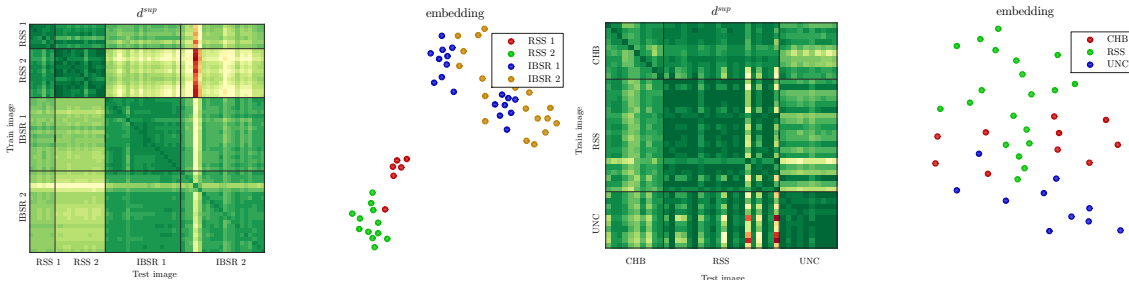 d^sup
RSS 1
RSS 2
IBSR 1
IBSR 2
Train image
RSS 1 RSS 2 IBSR 1 IBSR 2
Test image
embedding
RSS 1
RSS 2
IBSR 1
IBSR 2
d^sup
CHB
RSS
UNC
Train image
CHB RSS UNC
Test image
embedding
CHB
RSS
UNC